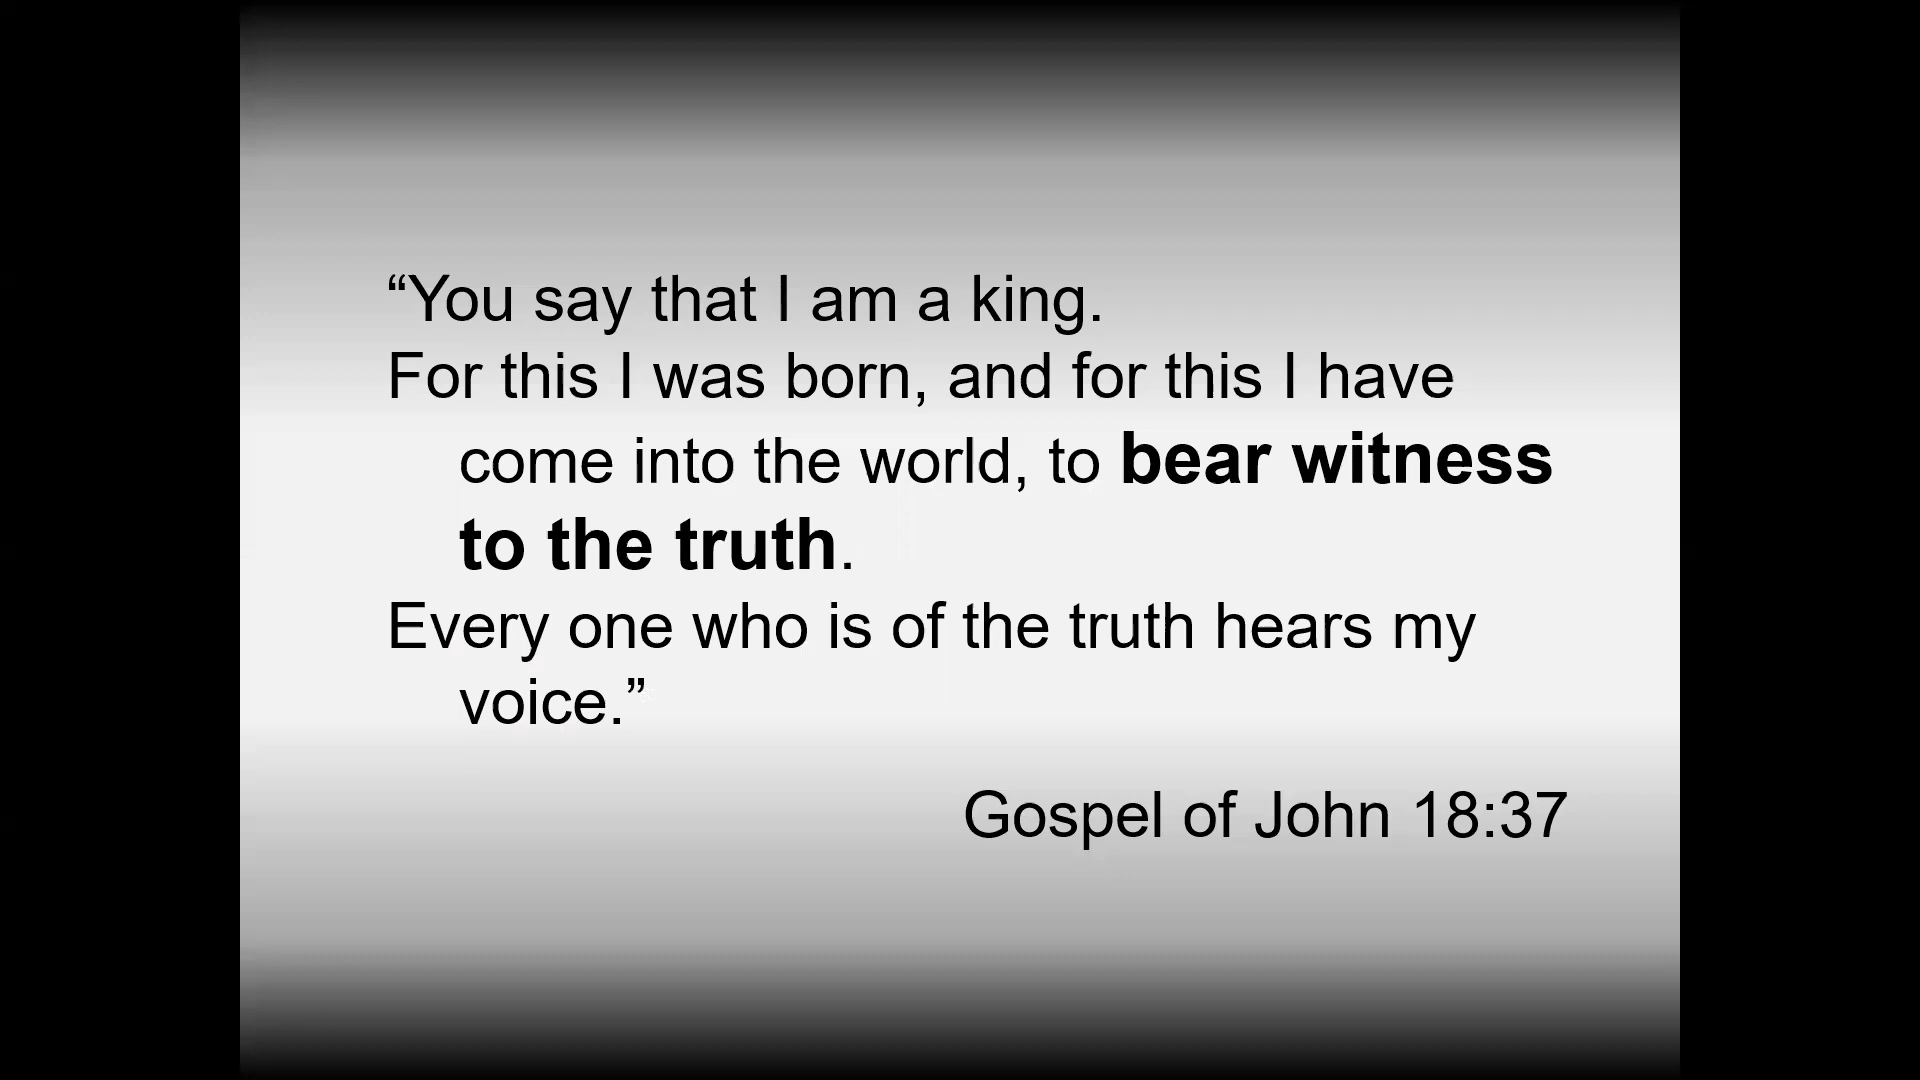 “You say that I am a king.
For this I was born, and for this I have
come into the world, to bear witness
to the truth.
Every one who is of the truth hears my
voice.”
Gospel of John 18:37